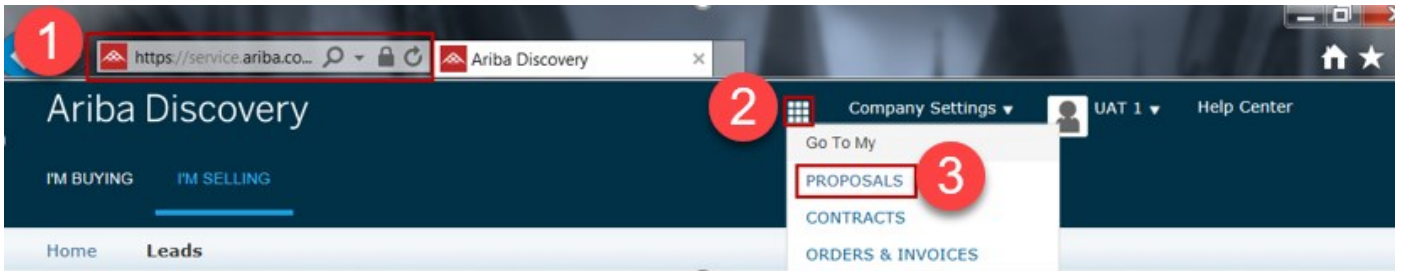 1
https://service.ariba.co...
Ariba Discovery
Ariba Discovery
2
Company Settings
UAT 1
Help Center
Go To My
I'M BUYING
I'M SELLING
PROPOSALS
3
CONTRACTS
Home
Leads
ORDERS & INVOICES